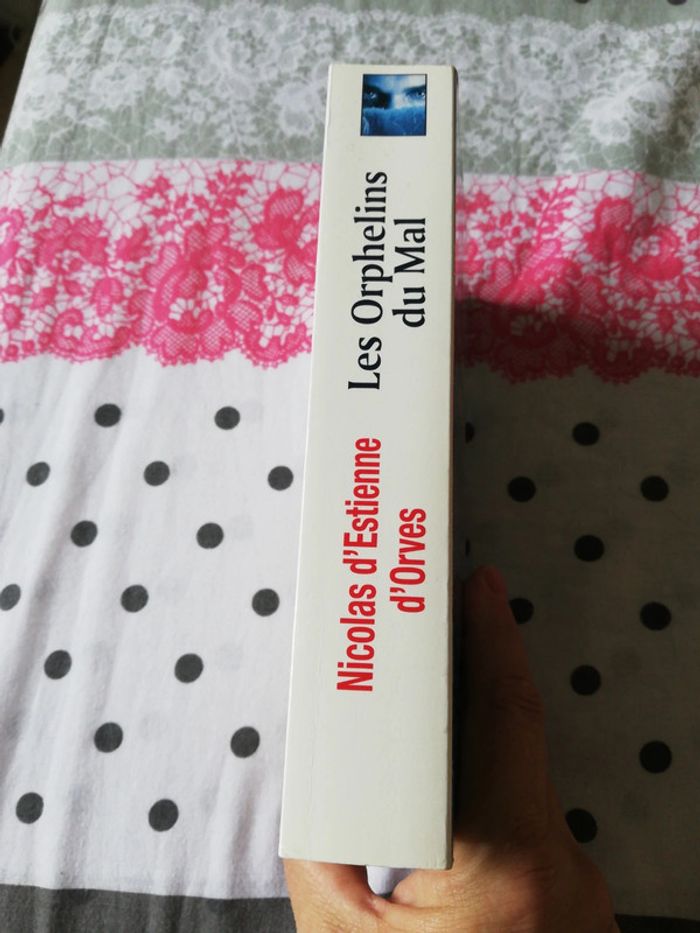 Nicolas d'Estienne
d'Orves
Les Orphelins
du Mal